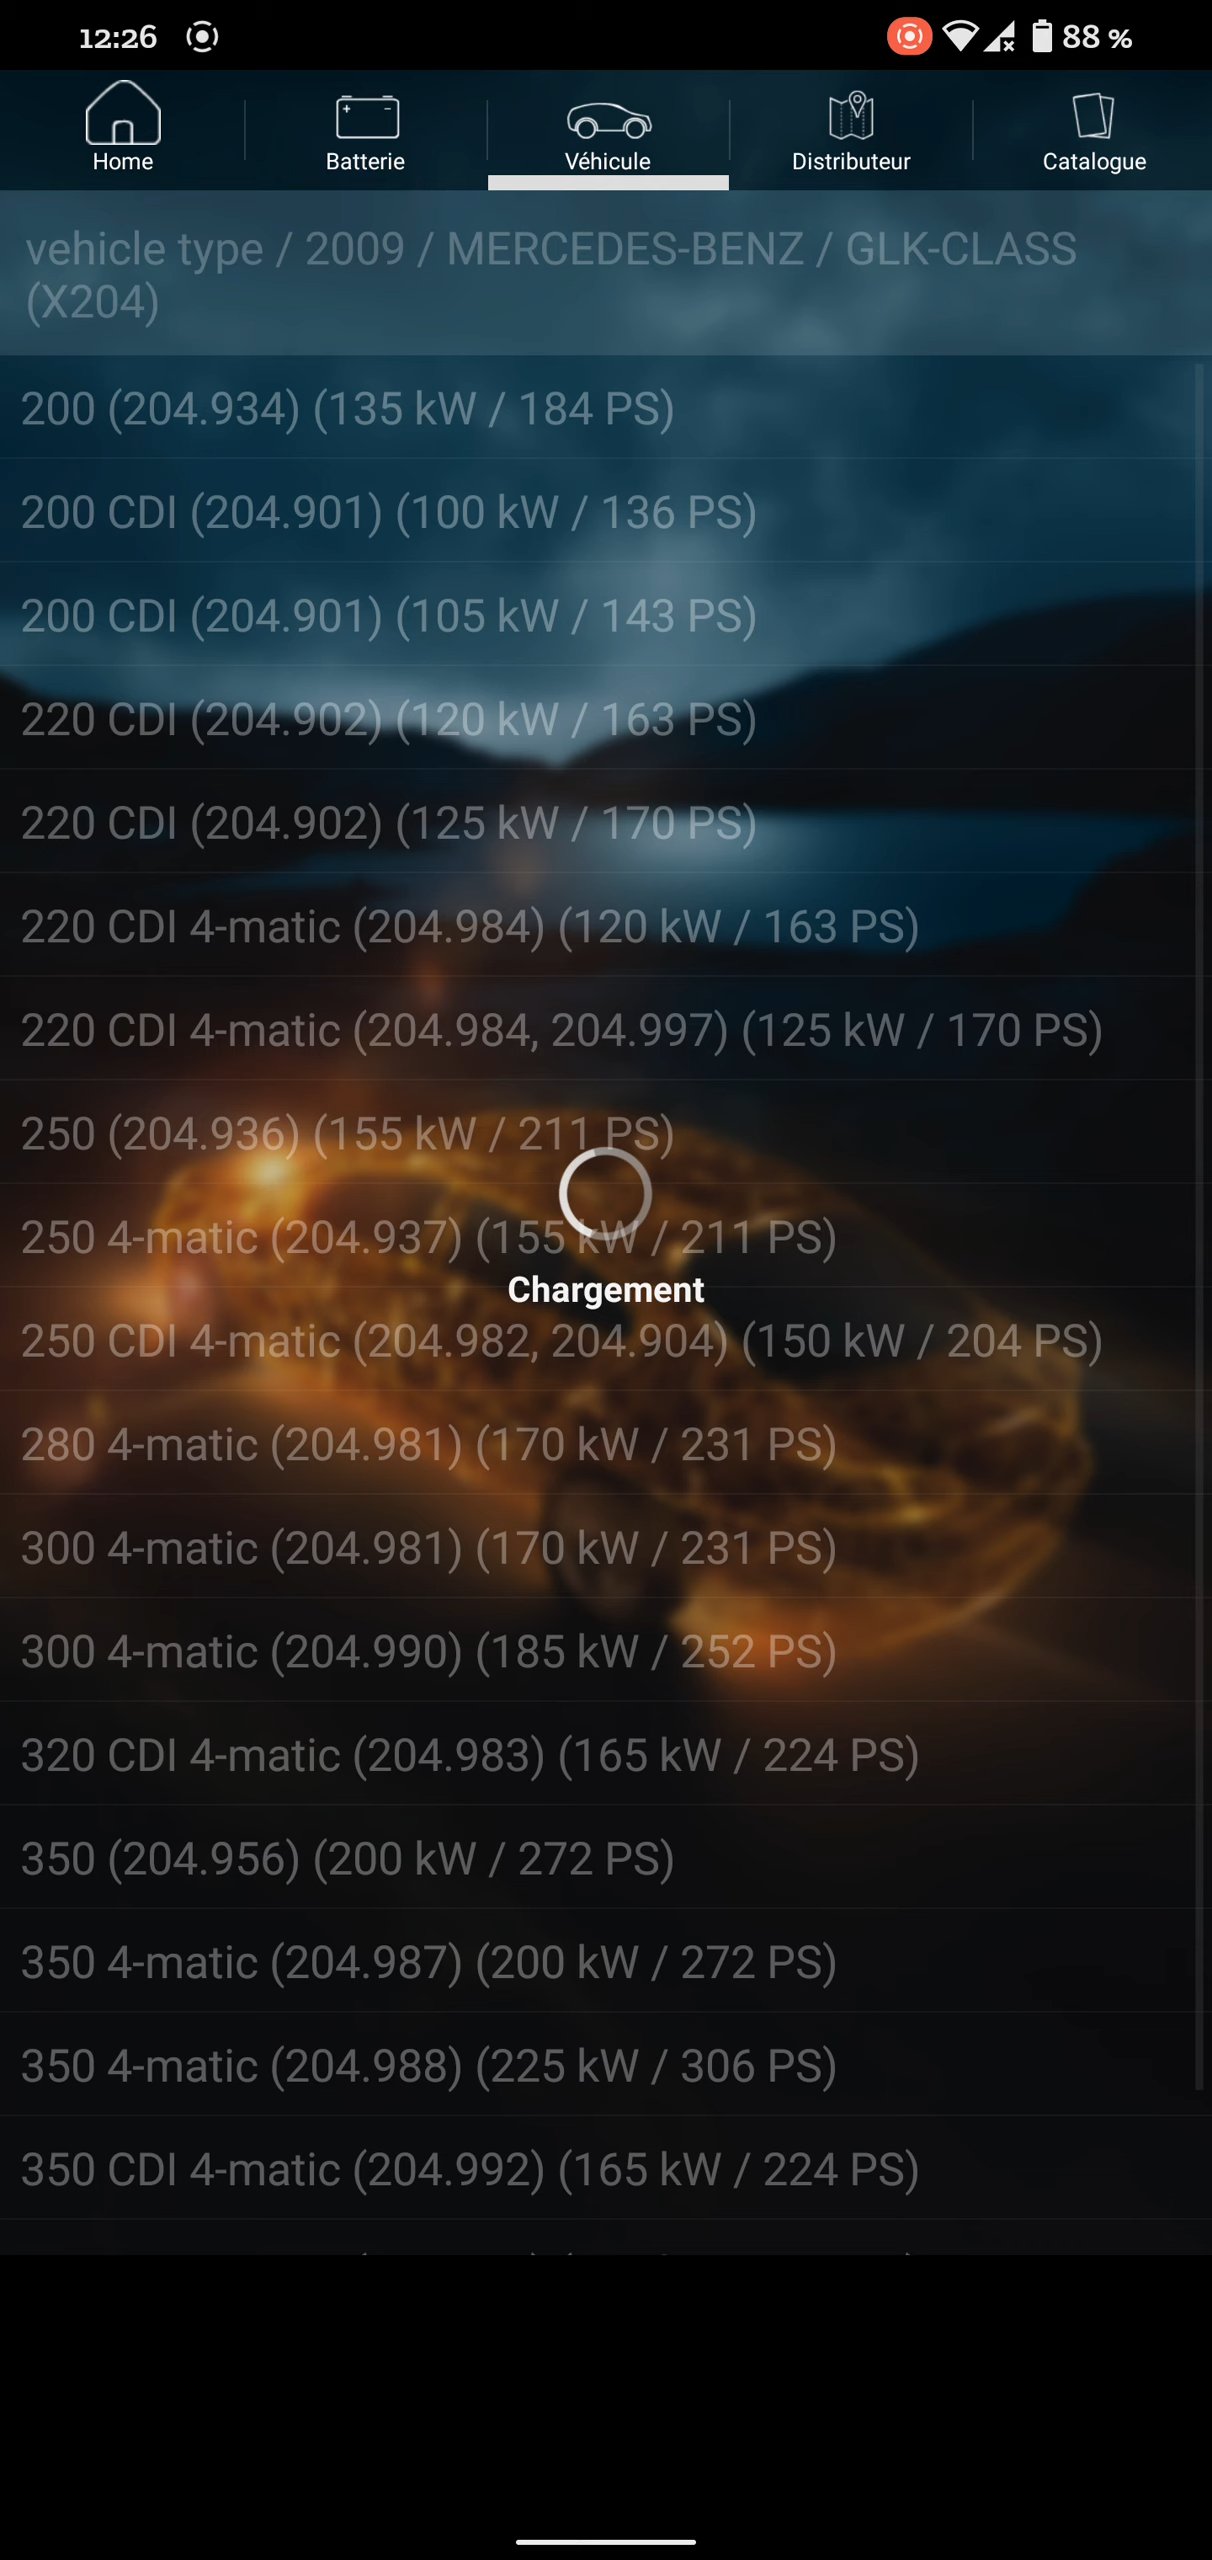 12:26
88 %
Home
Batterie
Véhicule
Distributeur
Catalogue
vehicle type / 2009 / MERCEDES-BENZ / GLK-CLASS
(X204)
200 (204.934) (135 kW / 184 PS)
200 CDI (204.901) (100 kW / 136 PS)
200 CDI (204.901) (105 kW / 143 PS)
220 CDI (204.902) (120 kW / 163 PS)
220 CDI (204.902) (125 kW / 170 PS)
220 CDI 4-matic (204.984) (120 kW / 163 PS)
220 CDI 4-matic (204.984, 204.997) (125 kW / 170 PS)
250 (204.936) (155 kW / 211 PS)
250 4-matic (204.937) (155 kW / 211 PS)
Chargement
250 CDI 4-matic (204.982, 204.904) (150 kW / 204 PS)
280 4-matic (204.981) (170 kW / 231 PS)
300 4-matic (204.981) (170 kW / 231 PS)
300 4-matic (204.990) (185 kW / 252 PS)
320 CDI 4-matic (204.983) (165 kW / 224 PS)
350 (204.956) (200 kW / 272 PS)
350 4-matic (204.987) (200 kW / 272 PS)
350 4-matic (204.988) (225 kW / 306 PS)
350 CDI 4-matic (204.992) (165 kW / 224 PS)